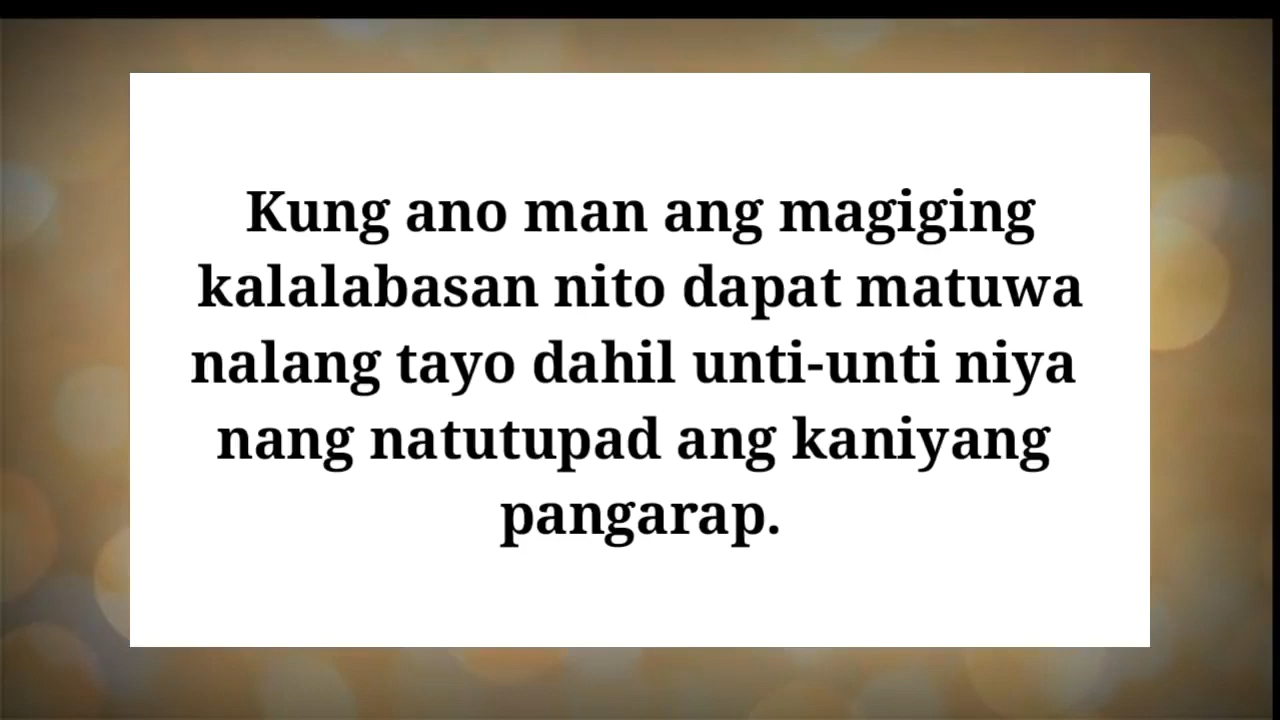 Kung ano man ang magiging
kalalabasan nito dapat matuwa
nalang tayo dahil unti-unti niya
nang natutupad ang kaniyang
pangarap.